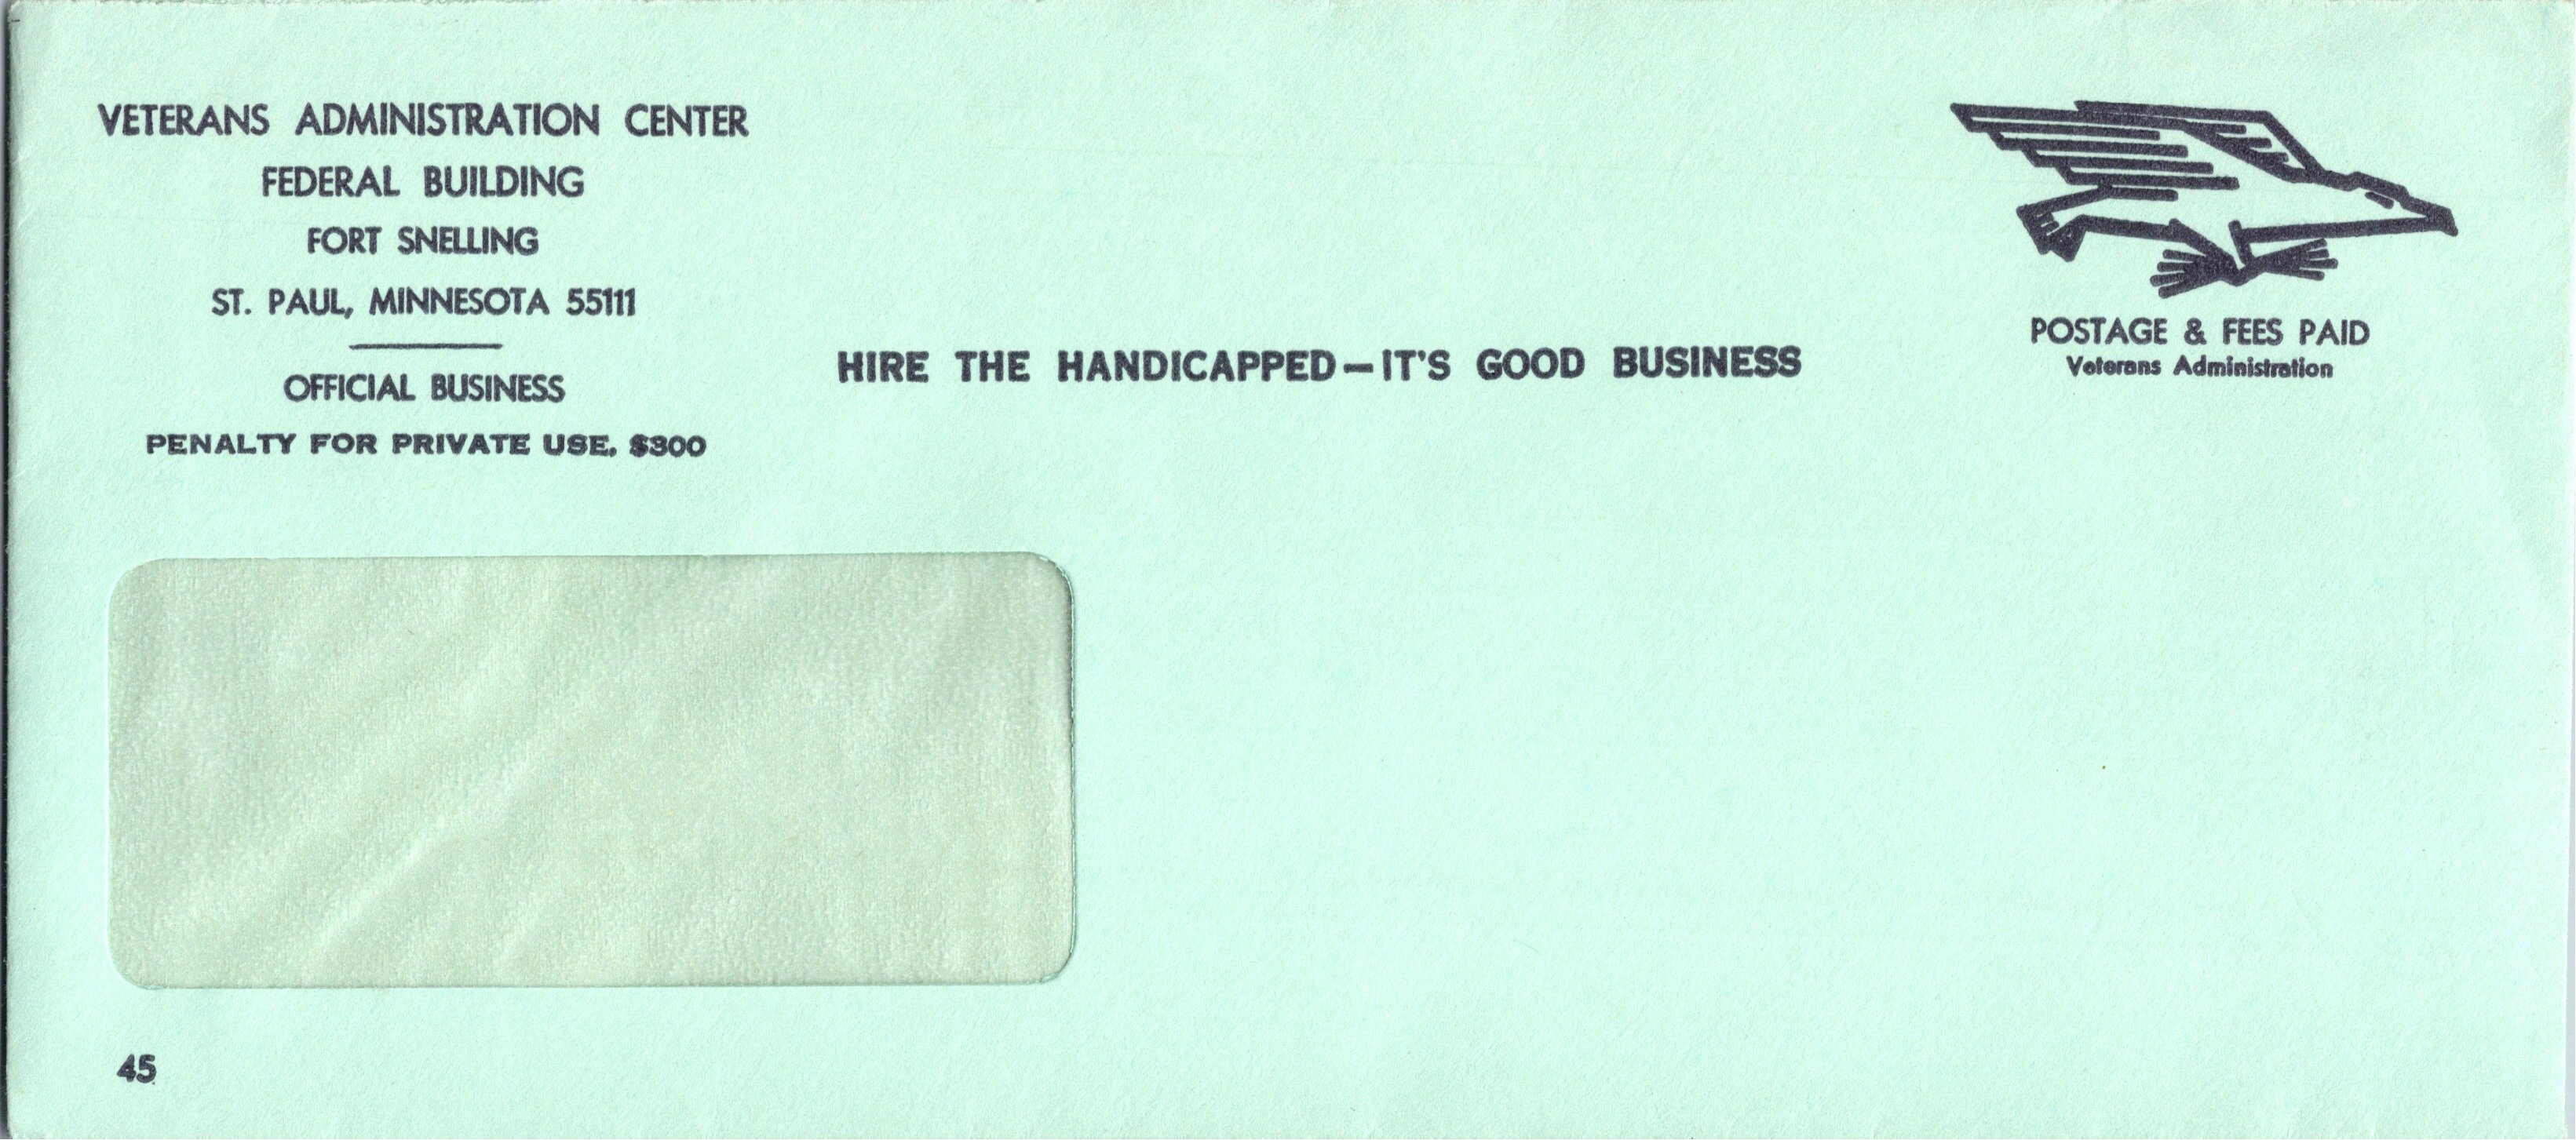 VETERANS ADMINISTRATION CENTER
FEDERAL BUILDING
FORT SNELLING
ST. PAUL, MINNESOTA 55111
OFFICIAL BUSINESS
PENALTY FOR PRIVATE USE, $300
HIRE THE HANDICAPPED—IT'S GOOD BUSINESS
POSTAGE & FEES PAID
Veterans Administration
45